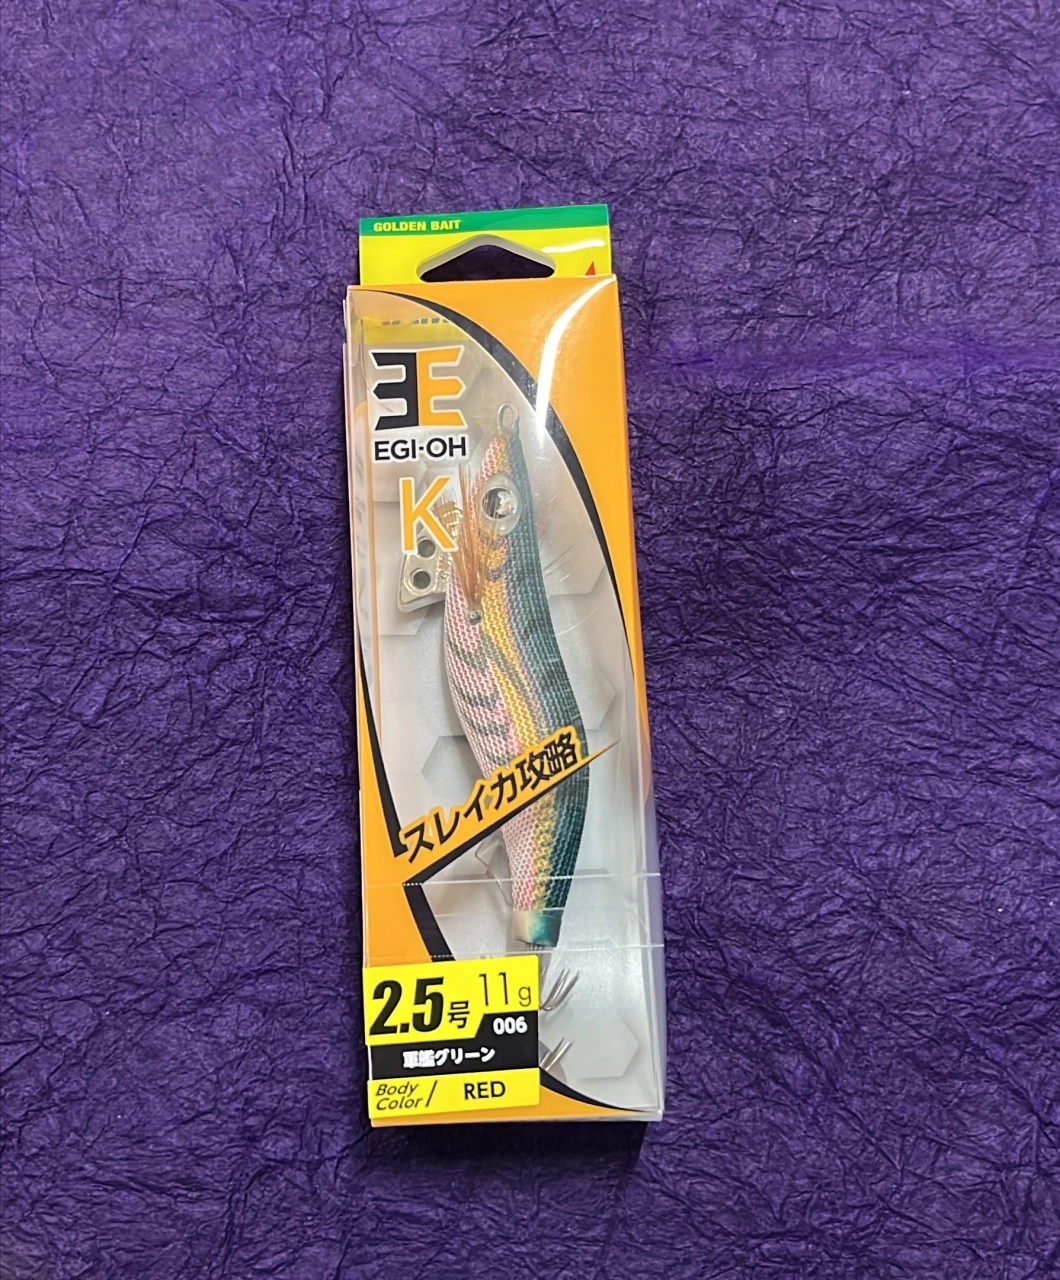 GOLDEN BAIT
EGI-OH
K
スレイカ攻略
2.5号 11g
006
軍艦グリーン
Body Color/ RED